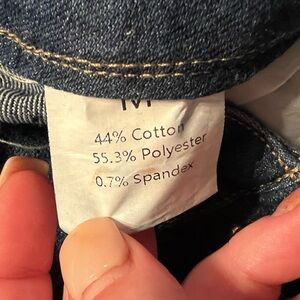 M
44% Cotton
55.3% Polyester
0.7% Spandex